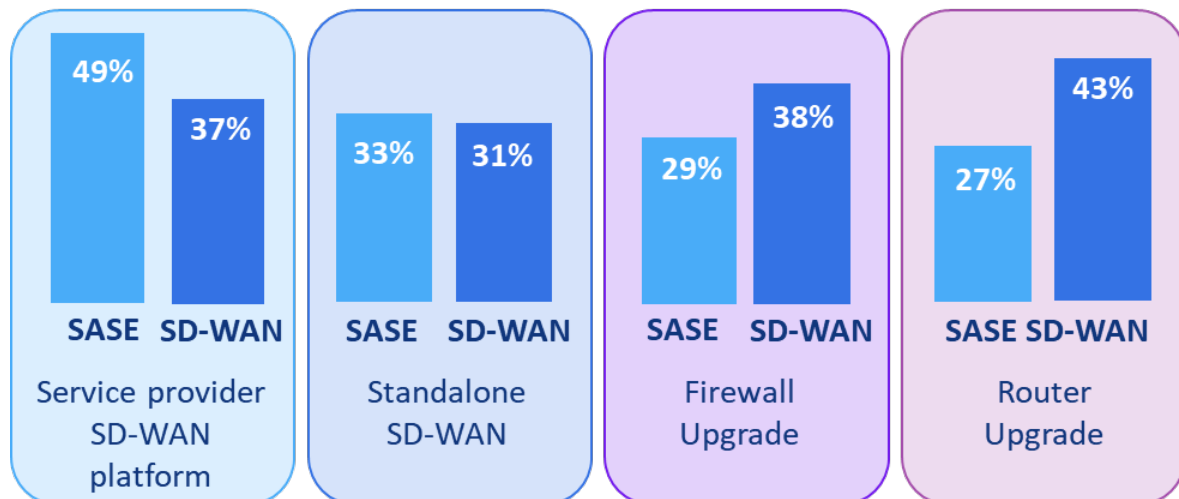 49%
37%
SASE
SD-WAN
Service provider
SD-WAN
platform
33%
31%
SASE
SD-WAN
Standalone
SD-WAN
29%
38%
SASE
SD-WAN
Firewall
Upgrade
27%
43%
SASE
SD-WAN
Router
Upgrade